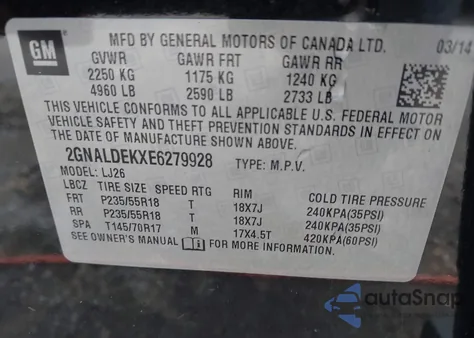 GM
MFD BY GENERAL MOTORS OF CANADA LTD. 03/14
GVWR GAWR FRT GAWR RR
2250 KG 1175 KG 1240 KG
4960 LB 2590 LB 2733 LB
THIS VEHICLE CONFORMS TO ALL APPLICABLE U.S. FEDERAL MOTOR
VEHICLE SAFETY AND THEFT PREVENTION STANDARDS IN EFFECT ON
THE DATE OF MANUFACTURE SHOWN ABOVE.
2GNALDEKXE6279928 TYPE: M.P.V.
MODEL: LJ26
LBCZ TIRE SIZE SPEED RTG RIM COLD TIRE PRESSURE
FRT P235/55R18 T 18X7J 240KPA(35PSI)
RR P235/55R18 T 18X7J 240KPA(35PSI)
SPA T145/70R17 M 17X4.5T 420KPA(60PSI)
SEE OWNER'S MANUAL FOR MORE INFORMATION
autoSnap